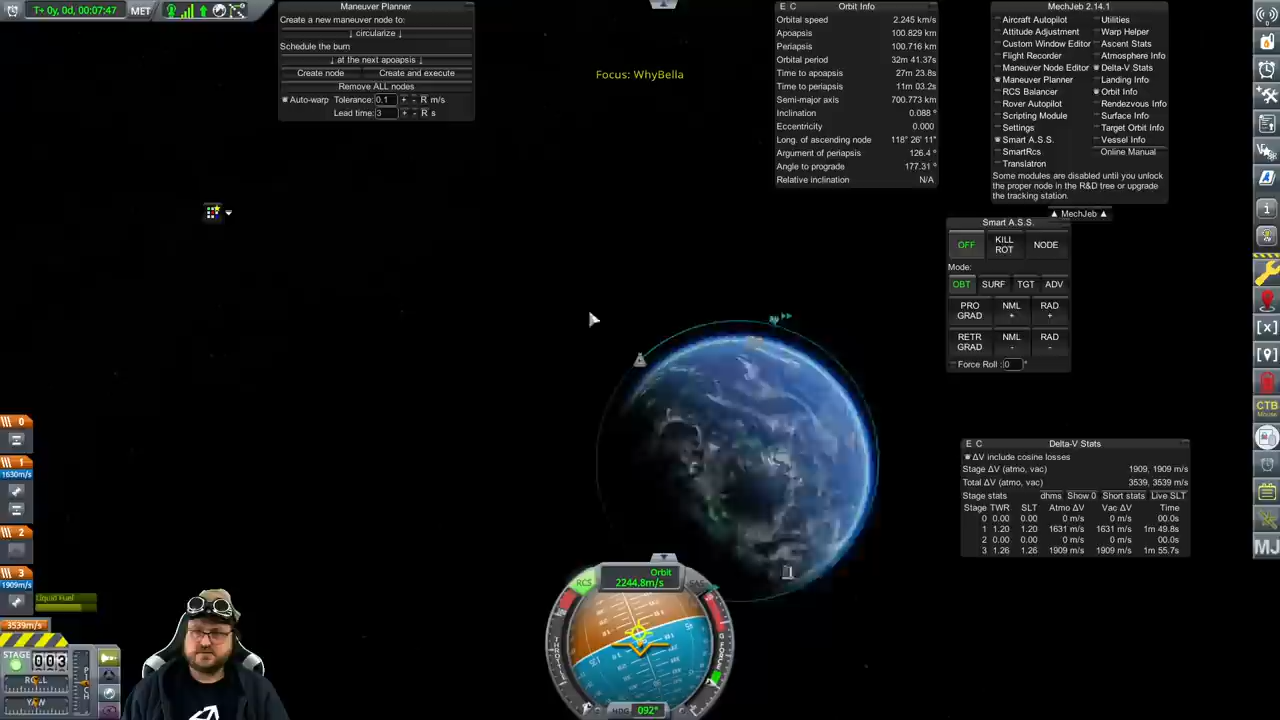 T+ 0y, 0d, 00:07:47 MET
Maneuver Planner
Create a new maneuver node to:
↓ circularize ↓
Schedule the burn
↓ at the next apoapsis ↓
Create node Create and execute
Remove ALL nodes
Auto-warp Tolerance: 0.1 + - R m/s
Lead time: 3 + - R s
Focus: WhyBella
E C Orbit Info
Orbital speed 2.245 km/s
Apoapsis 100.829 km
Periapsis 100.716 km
Orbital period 32m 41.37s
Time to apoapsis 27m 23.8s
Time to periapsis 11m 03.2s
Semi-major axis 700.773 km
Inclination 0.088 º
Eccentricity 0.000
Long. of ascending node 118° 26' 11"
Argument of periapsis 126.4 º
Angle to prograde 177.31 º
Relative inclination N/A
MechJeb 2.14.1
Aircraft Autopilot Utilities
Attitude Adjustment Warp Helper
Custom Window Editor Ascent Stats
Flight Recorder Atmosphere Info
Maneuver Node Editor Delta-V Stats
Maneuver Planner Landing Info
RCS Balancer Orbit Info
Rover Autopilot Rendezvous Info
Scripting Module Surface Info
Settings Target Orbit Info
Smart A.S.S. Vessel Info
SmartRcs Online Manual
Translatron
Some modules are disabled until you unlock
the proper node in the R&D tree or upgrade
the tracking station.
▲ MechJeb ▲
Smart A.S.S.
OFF KILL ROT NODE
Mode:
OBT SURF TGT ADV
PRO GRAD NML + RAD +
RETR GRAD NML - RAD -
Force Roll : 0 °
E C Delta-V Stats
ΔV include cosine losses
Stage ΔV (atmo, vac) 1909, 1909 m/s
Total ΔV (atmo, vac) 3539, 3539 m/s
Stage stats dhms Show 0 Short stats Live SLT
Stage TWR SLT Atmo ΔV Vac ΔV Time
0 0.00 0.00 0 m/s 0 m/s 00.0s
1 1.20 1.20 1631 m/s 1631 m/s 1m 49.8s
2 0.00 0.00 0 m/s 0 m/s 00.0s
3 1.26 1.26 1909 m/s 1909 m/s 1m 55.7s
0
1
1630m/s
2
3
1909m/s
Liquid Fuel
3539m/s
STAGE 003
ROLL
YAW
PITCH
Orbit
2244.8m/s
RCS SAS
THROTTLE
G FORCE
HDG 092°
CTB
MJ